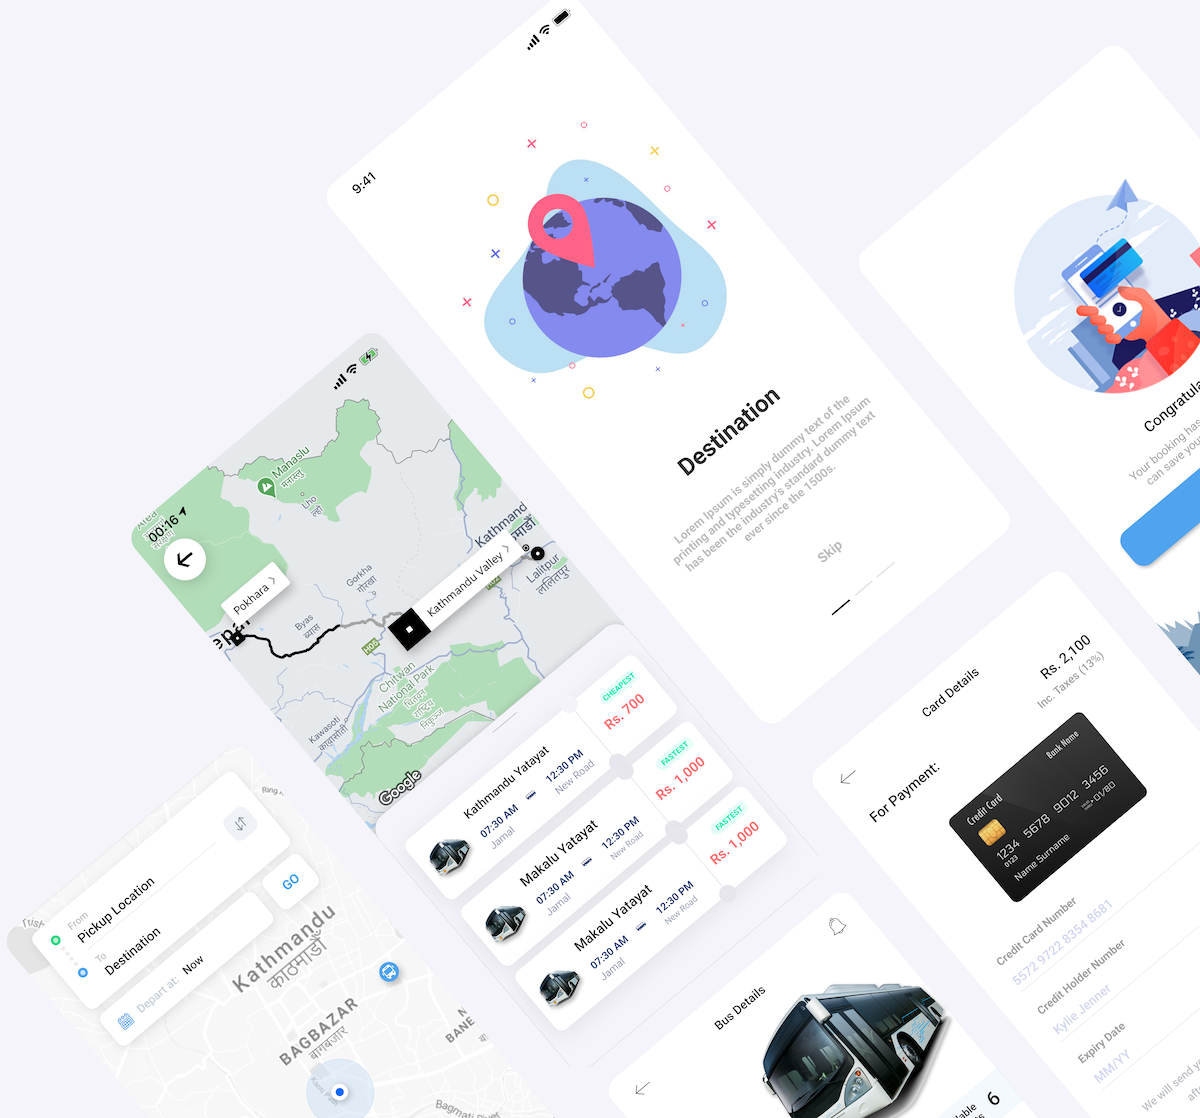 9:41
Destination
Lorem Ipsum is simply dummy text of the
printing and typesetting industry. Lorem Ipsum
has been the industry's standard dummy text
ever since the 1500s.
Skip
Your booking has
can save your
00:16
Manaslu
मनास्लु
Lho
ल्हो
Kathmand
Lalitpur
ललितपुर
Kathmandu Valley
Pokhara
Gorkha
गोरखा
Byas
ब्यास
H05
H02
Chitwan
National Park
चितवन
राष्ट्रिय
निकुञ्ज
Kawasoti
कावासोती
Google
Kathmandu Yatayat
07:30 AM
12:30 PM
Jamal
New Road
CHEAPEST
Rs. 700
Makalu Yatayat
07:30 AM
12:30 PM
Jamal
New Road
FASTEST
Rs. 1,000
Makalu Yatayat
07:30 AM
12:30 PM
Jamal
New Road
FASTEST
Rs. 1,000
Card Details
For Payment:
Rs. 2,100
Inc. Taxes (13%)
Credit Card
Bank Name
1234 5678 9012 3456
0123
01/80
Name Surname
Credit Card Number
5572 9722 8354 8681
Credit Holder Number
Kylie Jenner
Expiry Date
MM/YY
We will send yo
Bus Details
6
From
Pickup Location
To
Destination
GO
Depart at:
Now
Ring
Kathmandu
काठमाडौं
BAGBAZAR
बागबजार
BANE
Bagmati River